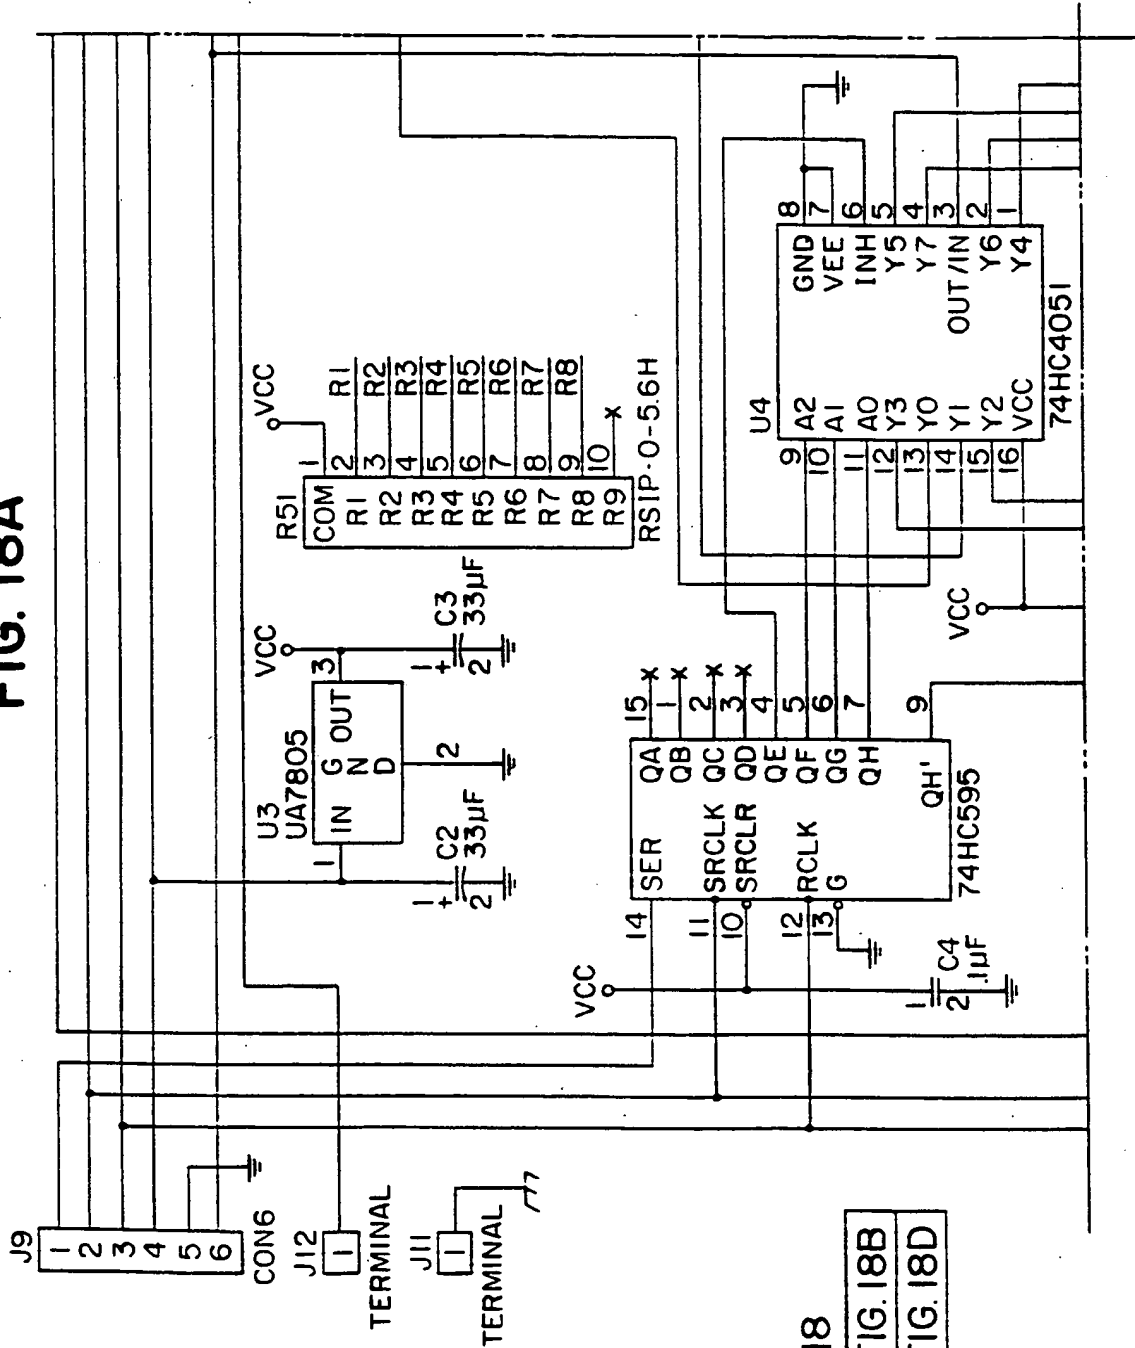 FIG. 18A
J9
1
2
3
4
5
6
CON6
J12
1
TERMINAL
J11
1
TERMINAL
U3
UA7805
IN
G
N
D
OUT
1
2
3
VCC
C2
33µF
1
+
2
C3
33µF
1
+
2
R51
COM
R1
R2
R3
R4
R5
R6
R7
R8
R9
1
2
3
4
5
6
7
8
9
10
VCC
R1
R2
R3
R4
R5
R6
R7
R8
X
RSIP-0-5.6H
VCC
C4
.1µF
1
2
14
11
10
12
13
SER
SRCLK
SRCLR
RCLK
G
QA
QB
QC
QD
QE
QF
QG
QH
QH'
15
1
2
3
4
5
6
7
9
X
X
X
X
74HC595
VCC
U4
9
10
11
12
13
14
15
16
A2
A1
A0
Y3
Y0
Y1
Y2
VCC
GND
VEE
INH
Y5
Y7
OUT/IN
Y6
Y4
8
7
6
5
4
3
2
1
74HC4051
18
FIG. 18B
FIG. 18D